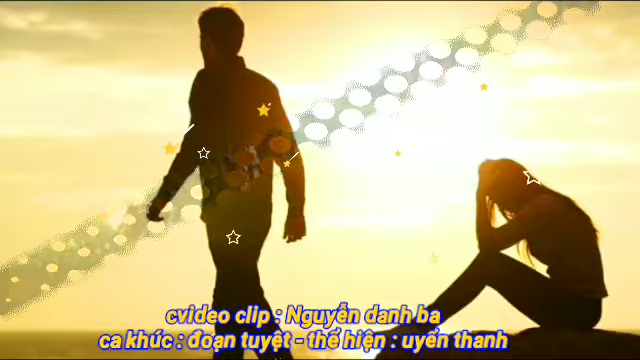 cvideo clip : Nguyễn danh ba
ca khúc : đoạn tuyệt - thể hiện : uyển thanh